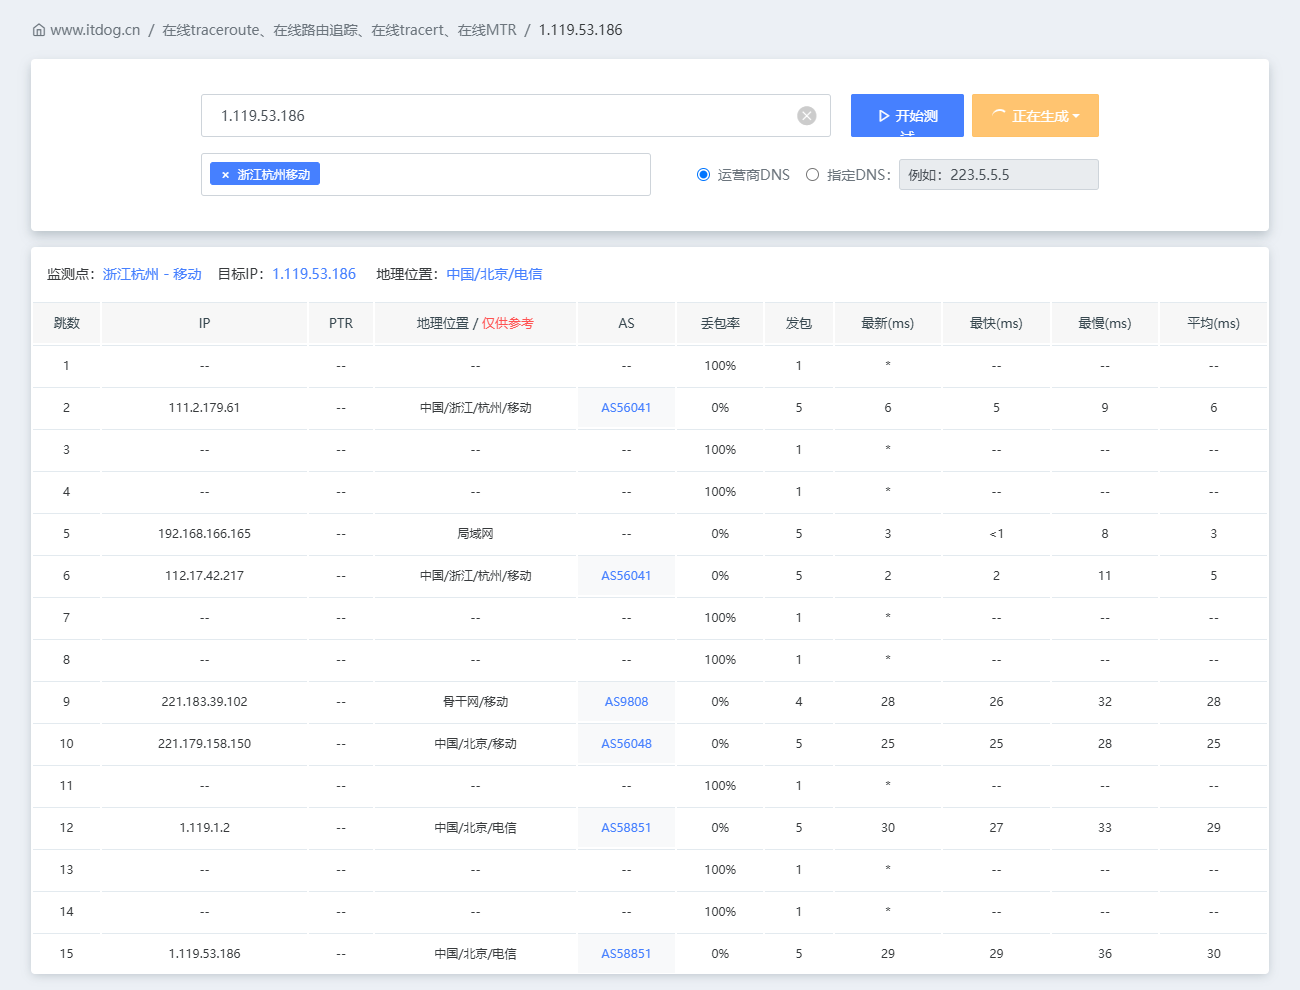 www.itdog.cn / 在线traceroute、在线路由追踪、在线tracert、在线MTR / 1.119.53.186
1.119.53.186 开始测试 正在生成
× 浙江杭州移动 运营商DNS 指定DNS： 例如：223.5.5.5
监测点：浙江杭州 - 移动 目标IP：1.119.53.186 地理位置：中国/北京/电信
跳数 IP PTR 地理位置 / 仅供参考 AS 丢包率 发包 最新(ms) 最快(ms) 最慢(ms) 平均(ms)
1 -- -- -- -- 100% 1 * -- -- --
2 111.2.179.61 -- 中国/浙江/杭州/移动 AS56041 0% 5 6 5 9 6
3 -- -- -- -- 100% 1 * -- -- --
4 -- -- -- -- 100% 1 * -- -- --
5 192.168.166.165 -- 局域网 -- 0% 5 3 <1 8 3
6 112.17.42.217 -- 中国/浙江/杭州/移动 AS56041 0% 5 2 2 11 5
7 -- -- -- -- 100% 1 * -- -- --
8 -- -- -- -- 100% 1 * -- -- --
9 221.183.39.102 -- 骨干网/移动 AS9808 0% 4 28 26 32 28
10 221.179.158.150 -- 中国/北京/移动 AS56048 0% 5 25 25 28 25
11 -- -- -- -- 100% 1 * -- -- --
12 1.119.1.2 -- 中国/北京/电信 AS58851 0% 5 30 27 33 29
13 -- -- -- -- 100% 1 * -- -- --
14 -- -- -- -- 100% 1 * -- -- --
15 1.119.53.186 -- 中国/北京/电信 AS58851 0% 5 29 29 36 30